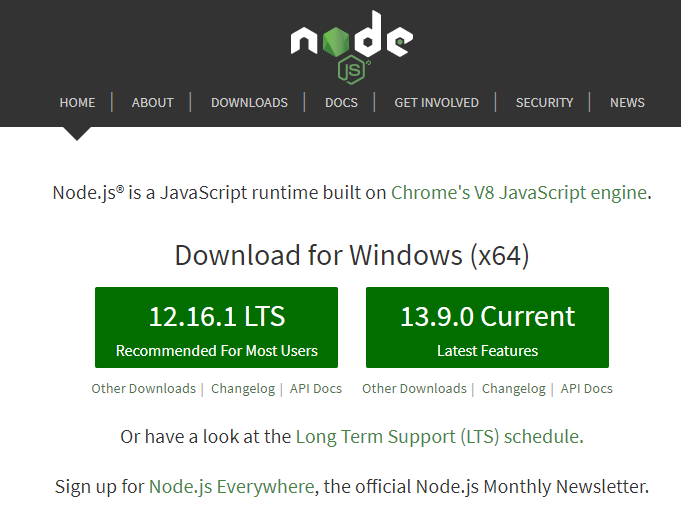 node
JS
HOME | ABOUT | DOWNLOADS | DOCS | GET INVOLVED | SECURITY | NEWS
Node.js® is a JavaScript runtime built on Chrome's V8 JavaScript engine.
Download for Windows (x64)
12.16.1 LTS 13.9.0 Current
Recommended For Most Users Latest Features
Other Downloads | Changelog | API Docs Other Downloads | Changelog | API Docs
Or have a look at the Long Term Support (LTS) schedule.
Sign up for Node.js Everywhere, the official Node.js Monthly Newsletter.